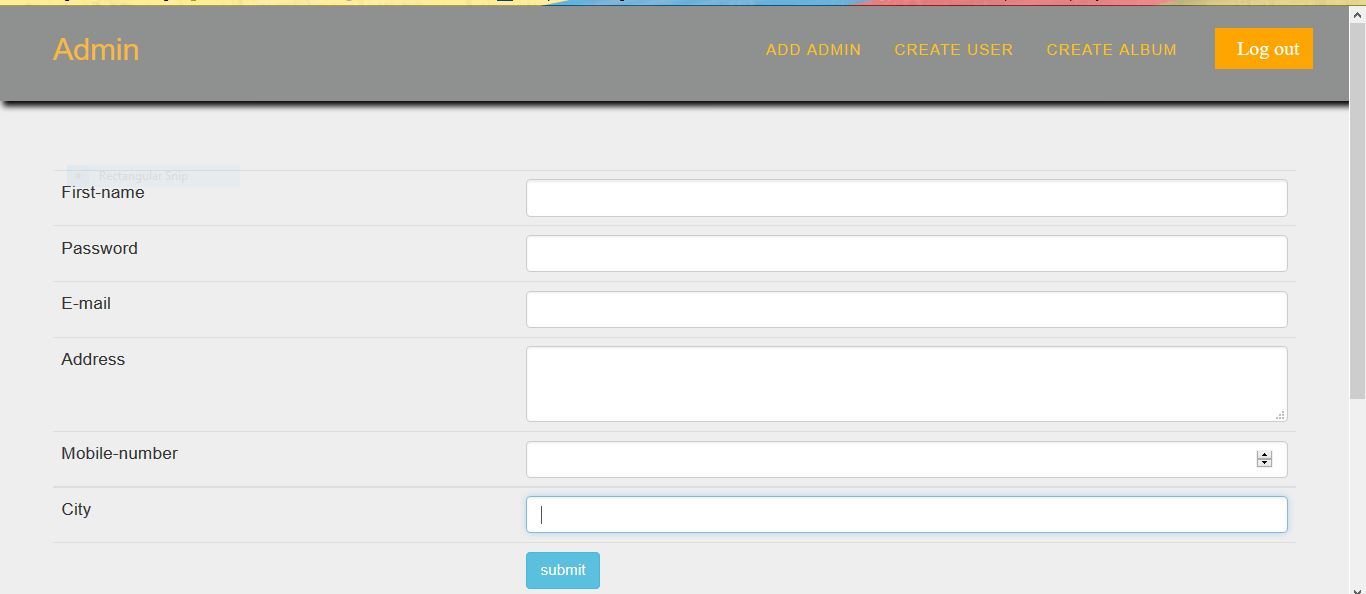 Admin
ADD ADMIN CREATE USER CREATE ALBUM Log out
Rectangular Snip
First-name
Password
E-mail
Address
Mobile-number
City
submit